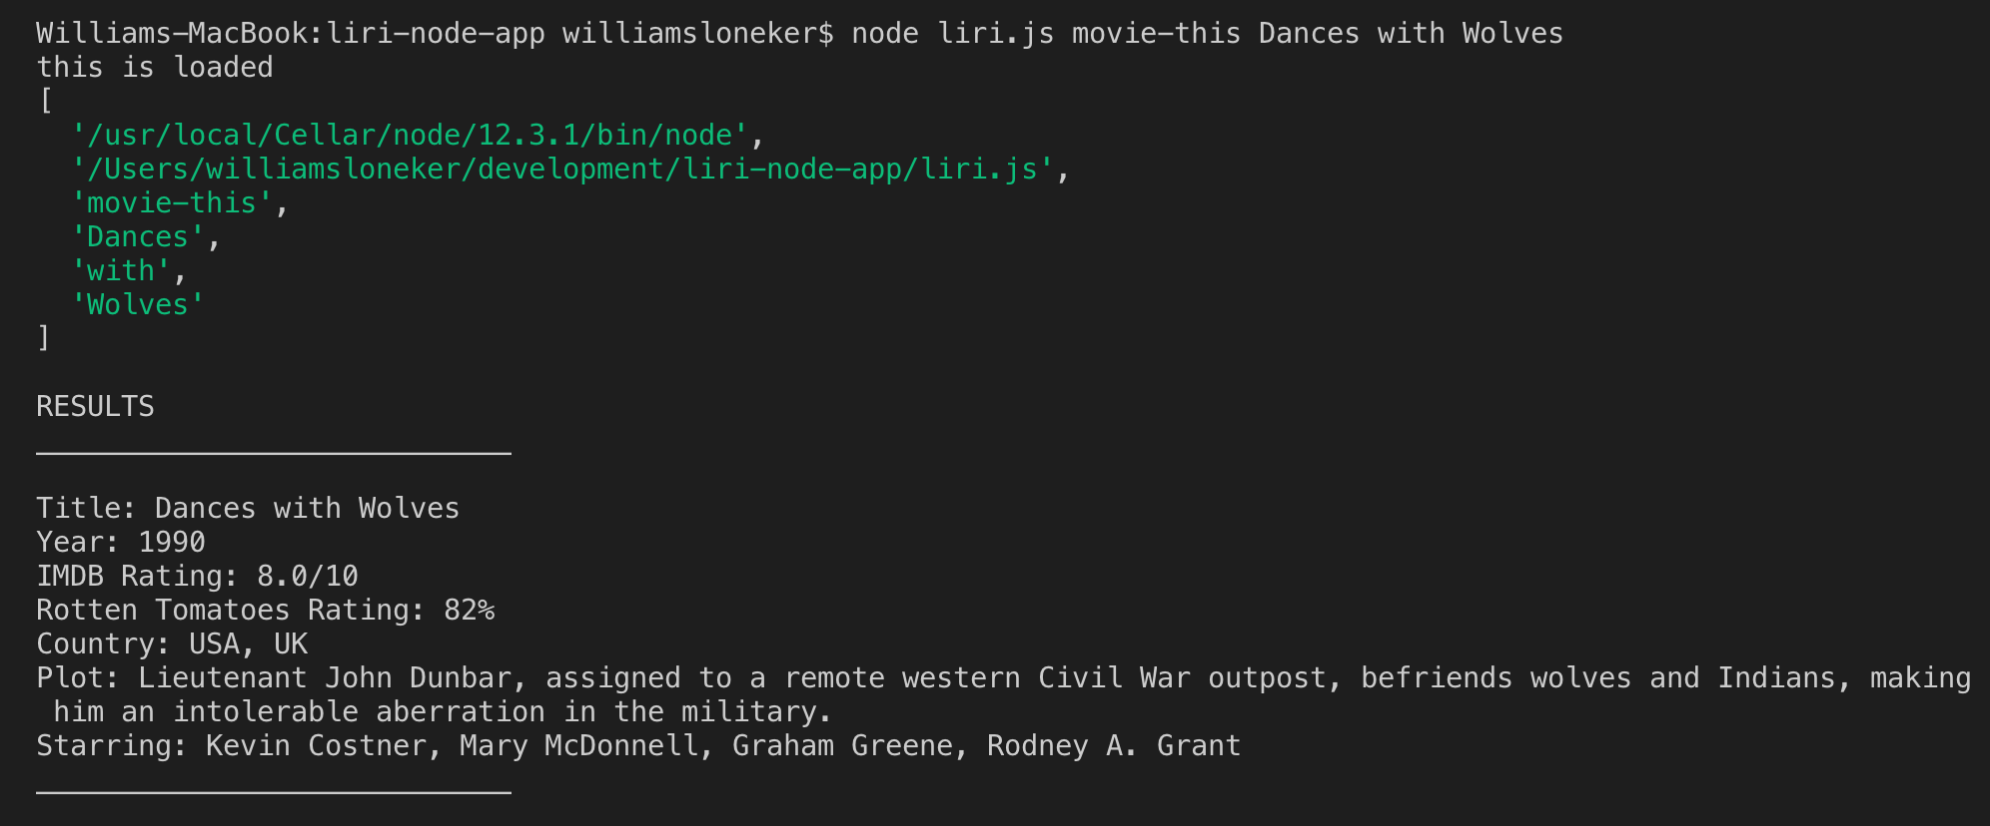 Williams-MacBook:liri-node-app williamsloneker$ node liri.js movie-this Dances with Wolves
this is loaded
[
  '/usr/local/Cellar/node/12.3.1/bin/node',
  '/Users/williamsloneker/development/liri-node-app/liri.js',
  'movie-this',
  'Dances',
  'with',
  'Wolves'
]

RESULTS
____________________________

Title: Dances with Wolves
Year: 1990
IMDB Rating: 8.0/10
Rotten Tomatoes Rating: 82%
Country: USA, UK
Plot: Lieutenant John Dunbar, assigned to a remote western Civil War outpost, befriends wolves and Indians, making
 him an intolerable aberration in the military.
Starring: Kevin Costner, Mary McDonnell, Graham Greene, Rodney A. Grant
____________________________